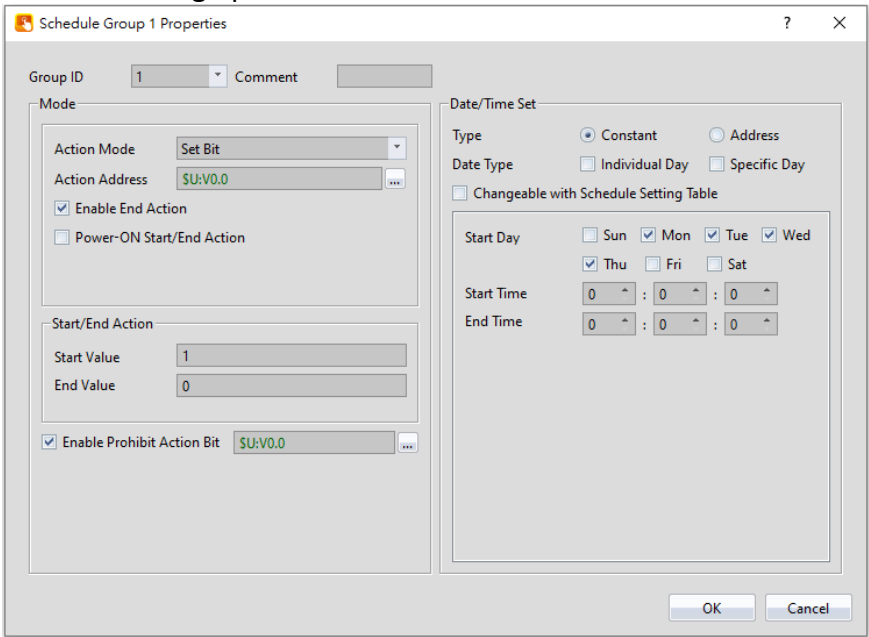 Schedule Group 1 Properties ? ×
Group ID 1 Comment
Mode
Action Mode Set Bit
Action Address $U:V0.0 ...
Enable End Action
Power-ON Start/End Action
Start/End Action
Start Value 1
End Value 0
Enable Prohibit Action Bit $U:V0.0 ...
Date/Time Set
Type Constant Address
Date Type Individual Day Specific Day
Changeable with Schedule Setting Table
Start Day Sun Mon Tue Wed
Thu Fri Sat
Start Time 0 : 0 : 0
End Time 0 : 0 : 0
OK Cancel